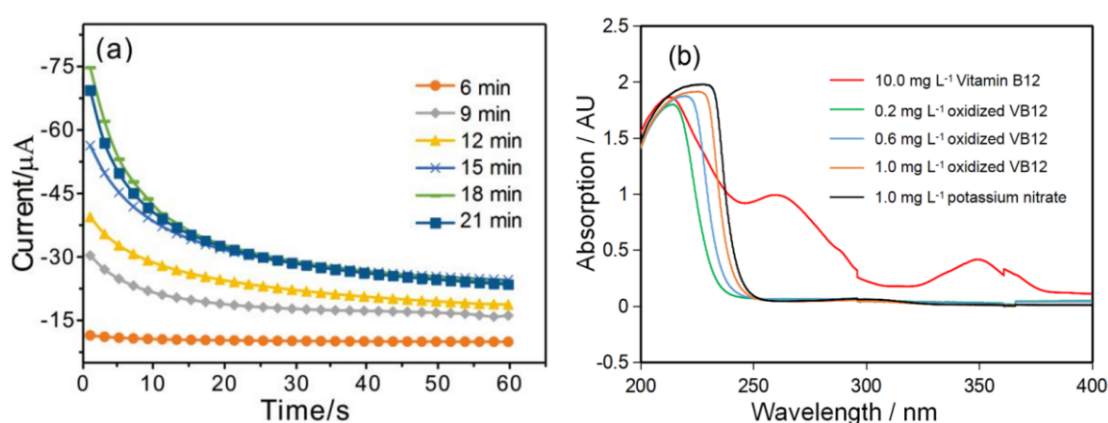 (a)
-75
-60
-45
-30
-15
Current/μA
0 10 20 30 40 50 60
Time/s
6 min
9 min
12 min
15 min
18 min
21 min
(b)
2.5
2
1.5
1
0.5
0
-0.5
Absorption / AU
200 250 300 350 400
Wavelength / nm
10.0 mg L⁻¹ Vitamin B12
0.2 mg L⁻¹ oxidized VB12
0.6 mg L⁻¹ oxidized VB12
1.0 mg L⁻¹ oxidized VB12
1.0 mg L⁻¹ potassium nitrate